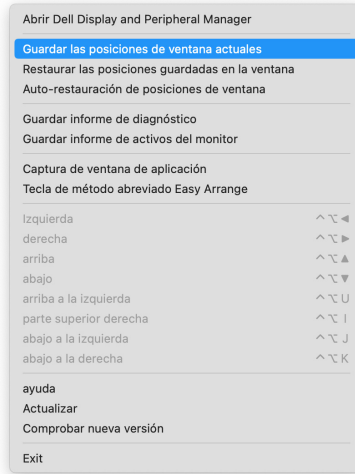 Abrir Dell Display and Peripheral Manager
Guardar las posiciones de ventana actuales
Restaurar las posiciones guardadas en la ventana
Auto-restauración de posiciones de ventana
Guardar informe de diagnóstico
Guardar informe de activos del monitor
Captura de ventana de aplicación
Tecla de método abreviado Easy Arrange
Izquierda ^⌥◀
derecha ^⌥▶
arriba ^⌥▲
abajo ^⌥▼
arriba a la izquierda ^⌥U
parte superior derecha ^⌥I
abajo a la izquierda ^⌥J
abajo a la derecha ^⌥K
ayuda
Actualizar
Comprobar nueva versión
Exit